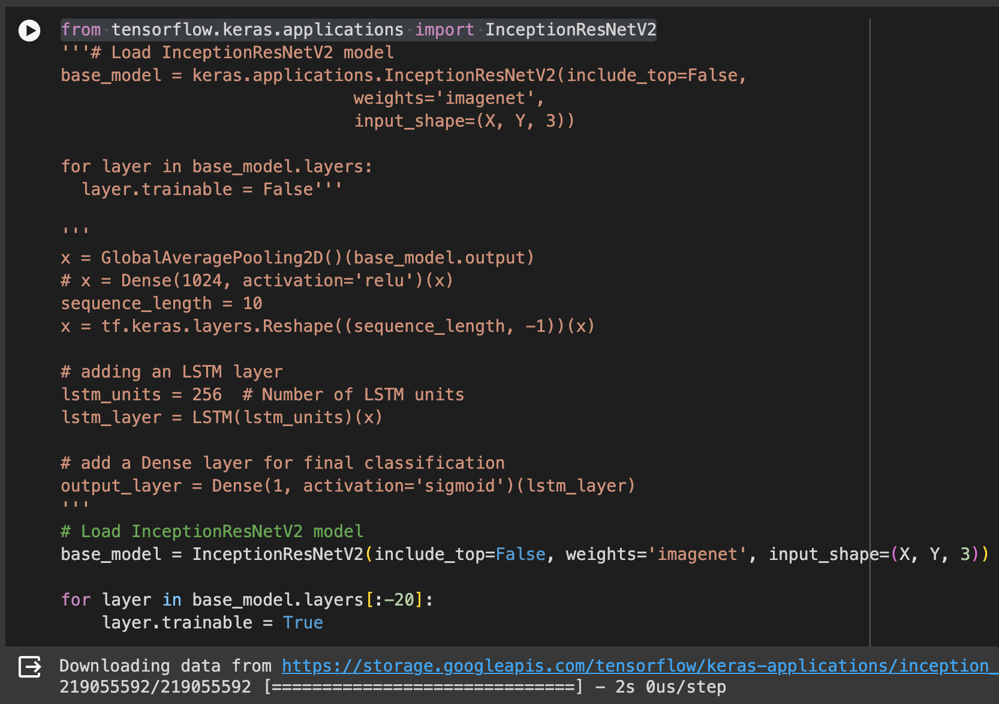 from tensorflow.keras.applications import InceptionResNetV2
'''# Load InceptionResNetV2 model
base_model = keras.applications.InceptionResNetV2(include_top=False,
                             weights='imagenet',
                             input_shape=(X, Y, 3))

for layer in base_model.layers:
  layer.trainable = False'''

'''
x = GlobalAveragePooling2D()(base_model.output)
# x = Dense(1024, activation='relu')(x)
sequence_length = 10
x = tf.keras.layers.Reshape((sequence_length, -1))(x)

# adding an LSTM layer
lstm_units = 256  # Number of LSTM units
lstm_layer = LSTM(lstm_units)(x)

# add a Dense layer for final classification
output_layer = Dense(1, activation='sigmoid')(lstm_layer)
'''
# Load InceptionResNetV2 model
base_model = InceptionResNetV2(include_top=False, weights='imagenet', input_shape=(X, Y, 3))

for layer in base_model.layers[:-20]:
    layer.trainable = True
Downloading data from https://storage.googleapis.com/tensorflow/keras-applications/inception_
219055592/219055592 [==============================] - 2s 0us/step